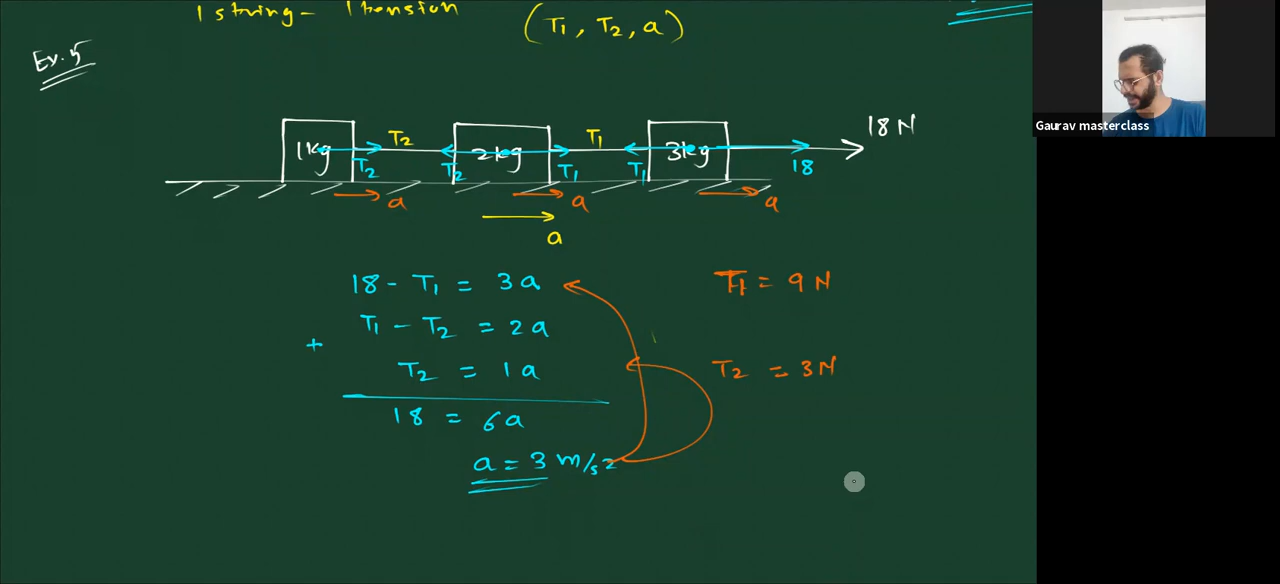 1 string - 1 tension
(T1, T2, a)
Ex. 5
Gaurav masterclass
18 N
1kg T2 2kg T1 3kg
T2 T2 T1 T1 18
a a a
a
18 - T1 = 3a
T1 = 9 N
T1 - T2 = 2a
+
T2 = 1a
T2 = 3 N
18 = 6a
a = 3 m/s2